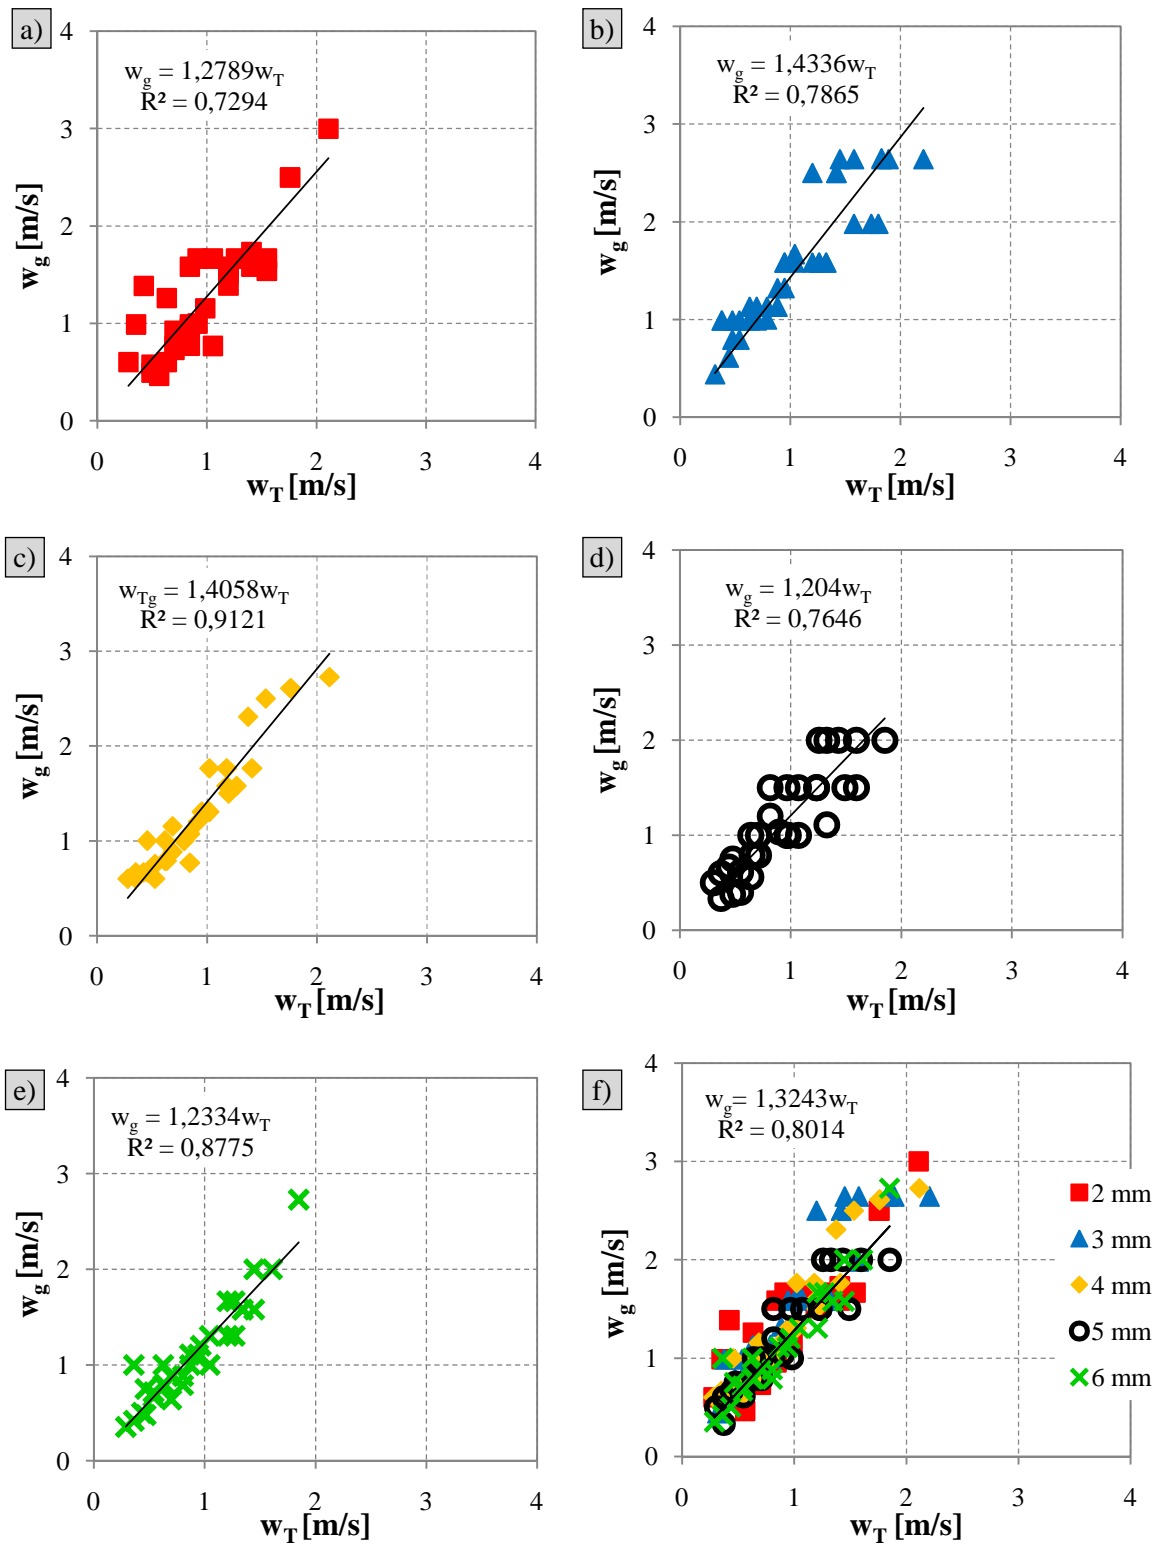 a)
w_g = 1,2789w_T
R² = 0,7294
4
3
2
1
0
w_g [m/s]
0 1 2 3 4
w_T [m/s]
b)
w_g = 1,4336w_T
R² = 0,7865
4
3
2
1
0
w_g [m/s]
0 1 2 3 4
w_T [m/s]
c)
w_Tg = 1,4058w_T
R² = 0,9121
4
3
2
1
0
w_g [m/s]
0 1 2 3 4
w_T [m/s]
d)
w_g = 1,204w_T
R² = 0,7646
4
3
2
1
0
w_g [m/s]
0 1 2 3 4
w_T [m/s]
e)
w_g = 1,2334w_T
R² = 0,8775
4
3
2
1
0
w_g [m/s]
0 1 2 3 4
w_T [m/s]
f)
w_g= 1,3243w_T
R² = 0,8014
4
3
2
1
0
w_g [m/s]
0 1 2 3 4
w_T [m/s]
2 mm
3 mm
4 mm
5 mm
6 mm